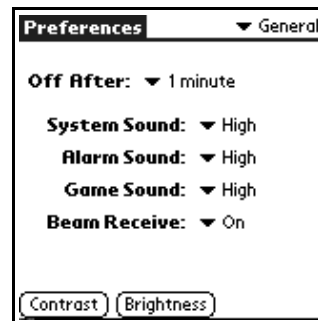 Preferences General
Off After: 1 minute
System Sound: High
Alarm Sound: High
Game Sound: High
Beam Receive: On
Contrast Brightness